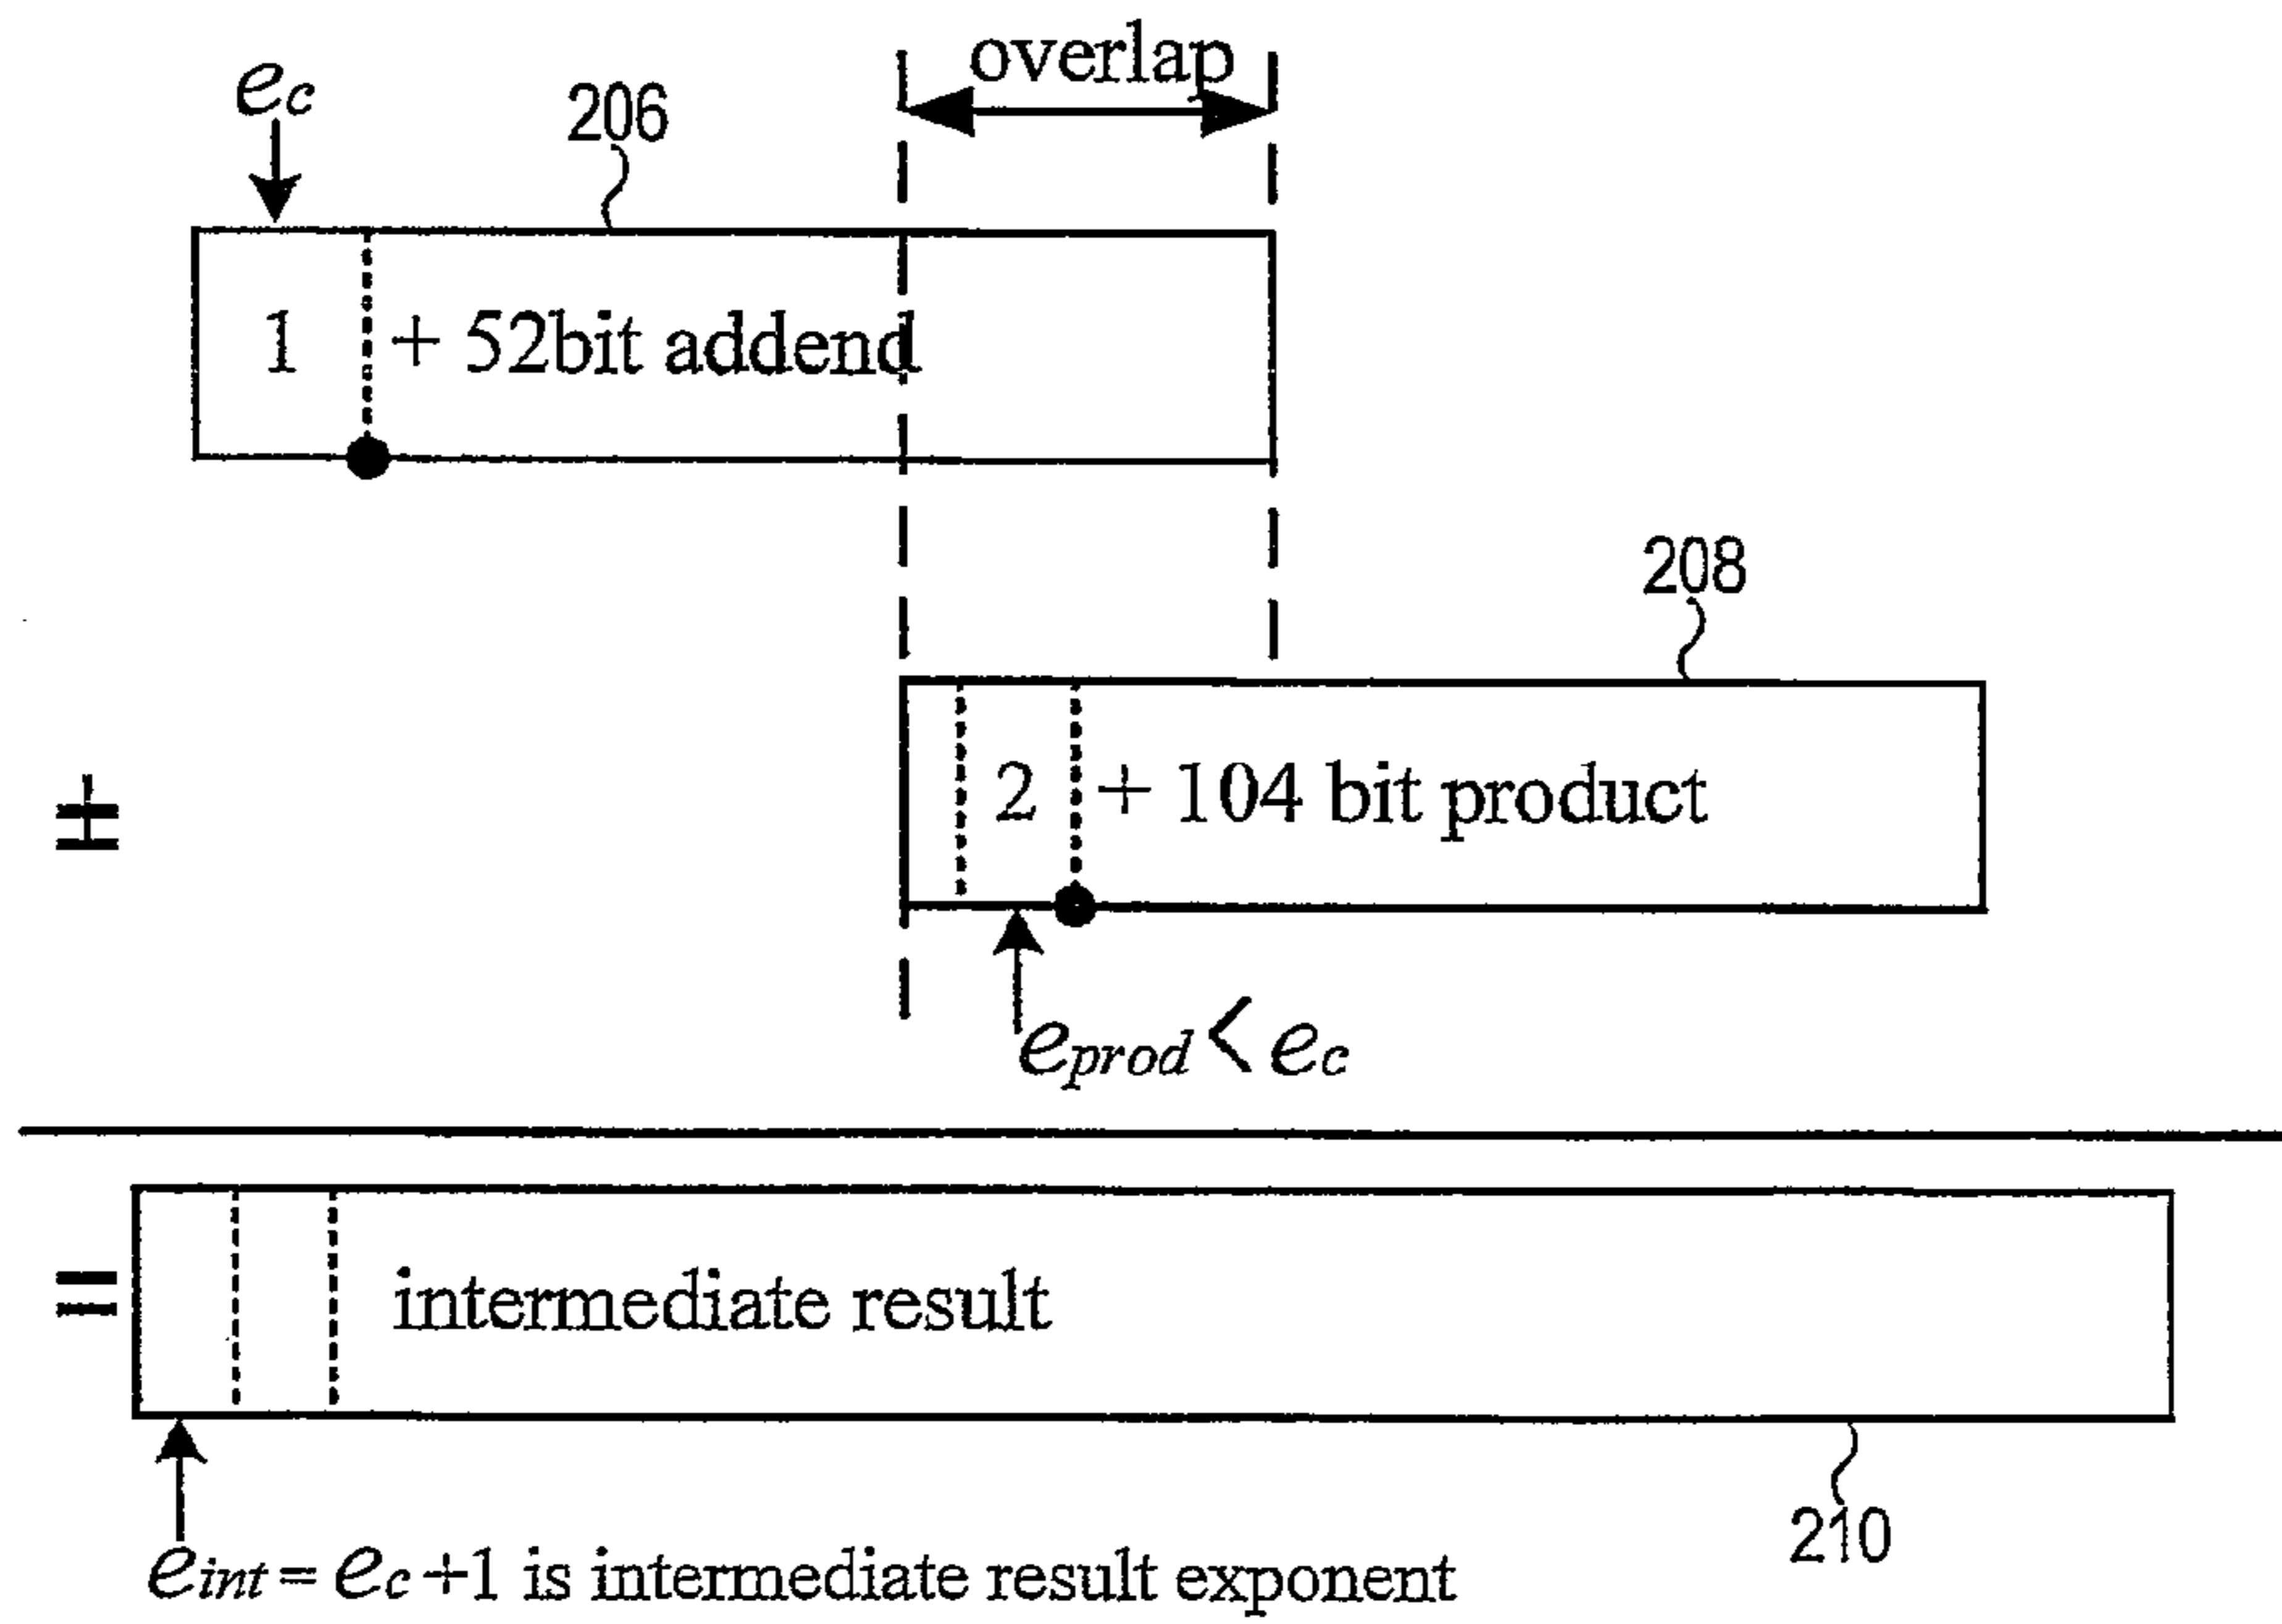 overlap
e_c
206
1 + 52bit addend
208
± 2 + 104 bit product
e_prod < e_c
= intermediate result
210
e_int = e_c +1 is intermediate result exponent